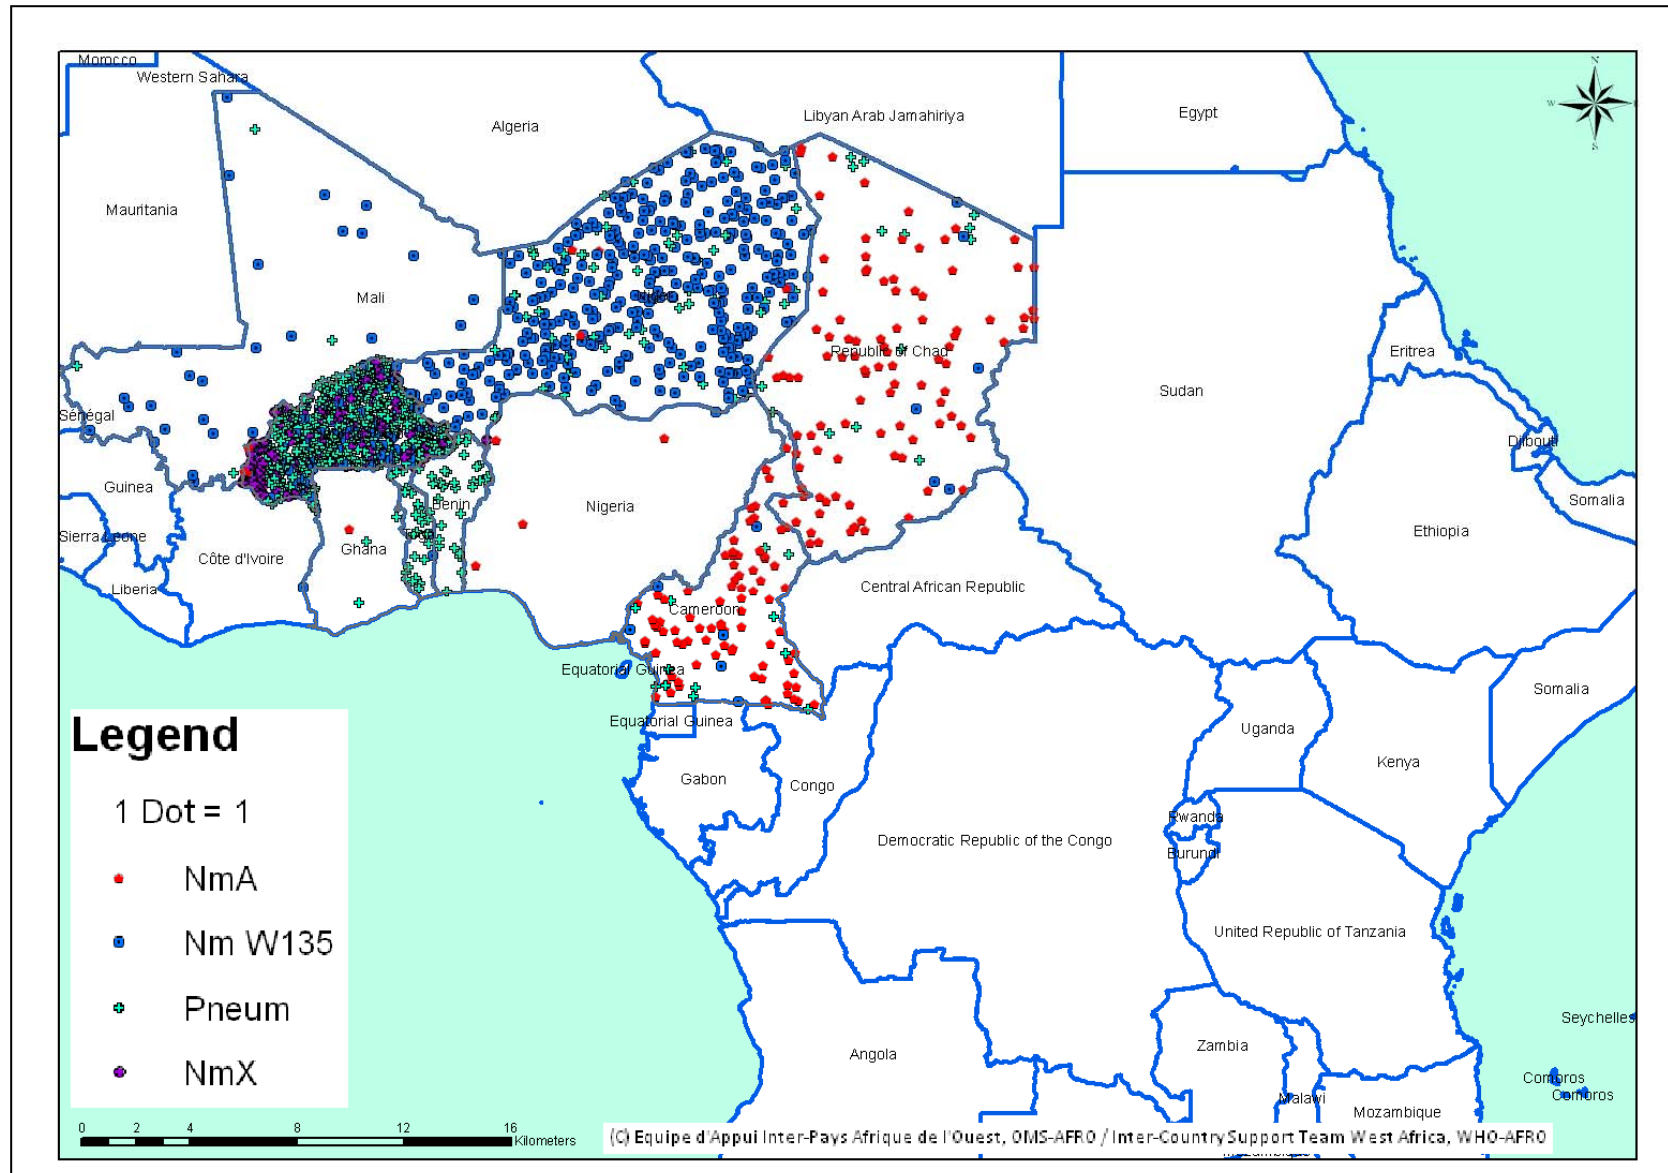 Morocco
Western Sahara
Algeria
Libyan Arab Jamahiriya
Egypt
N
W
S
Mauritania
Mali
Niger
Republic of Chad
Sudan
Eritrea
Sénégal
Djibouti
Guinea
Benin
Nigeria
Somalia
Sierra Leone
Côte d'Ivoire
Ghana
Togo
Ethiopia
Liberia
Cameroon
Central African Republic
Equatorial Guinea
Somalia
Equatorial Guinea
Uganda
Gabon
Congo
Kenya
Rwanda
Democratic Republic of the Congo
Burundi
United Republic of Tanzania
Seychelles
Angola
Zambia
Comoros
Comoros
Malawi
Mozambique
Legend
1 Dot = 1
NmA
Nm W135
Pneum
NmX
0 2 4 8 12 16
Kilometers
(C) Equipe d'Appui Inter-Pays Afrique de l'Ouest, OMS-AFRO / Inter-Country Support Team West Africa, WHO-AFRO